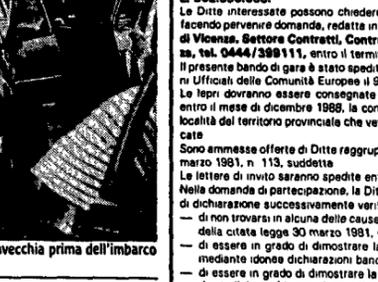 Le Ditte interessate possono chieder
facendo pervenire domanda, redatta in
di Vicenza, Settore Contratti, Contr
za, tel. 0444/399111, entro il termi
Il presente bando di gara è stato spedit
ni Ufficiali delle Comunità Europee il 9
Le lepri dovranno essere consegnate
entro il mese di dicembre 1988, la con
località del territorio provinciale che ve
cate
Sono ammesse offerte di Ditte raggrup
marzo 1981, n 113, suddetta
Le lettere di invito saranno spedite en
Nella domanda di partecipazione, la Dit
di dichiarazione successivamente veri
— di non trovarsi in alcuna delle cause
della citata legge 30 marzo 1981,
— di essere in grado di dimostrare la
mediante idonee dichiarazioni banc
— di essere in grado di dimostrare la
avecchia prima dell'imbarco